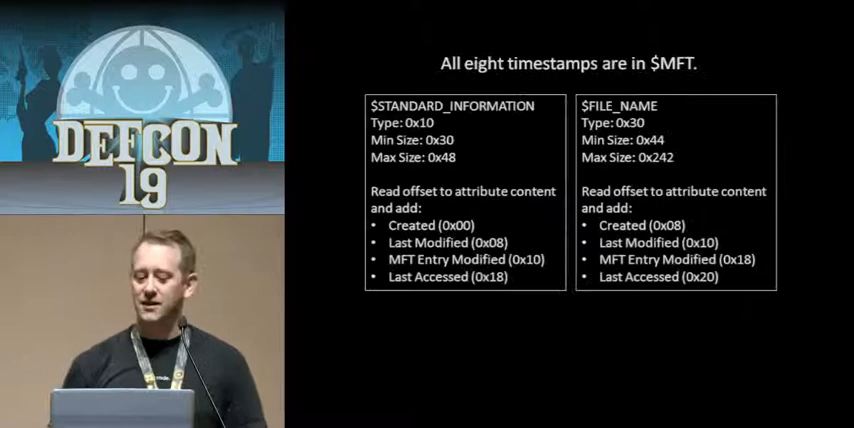 DEFCON
19
All eight timestamps are in $MFT.
$STANDARD_INFORMATION
Type: 0x10
Min Size: 0x30
Max Size: 0x48
Read offset to attribute content
and add:
• Created (0x00)
• Last Modified (0x08)
• MFT Entry Modified (0x10)
• Last Accessed (0x18)
$FILE_NAME
Type: 0x30
Min Size: 0x44
Max Size: 0x242
Read offset to attribute content
and add:
• Created (0x08)
• Last Modified (0x10)
• MFT Entry Modified (0x18)
• Last Accessed (0x20)